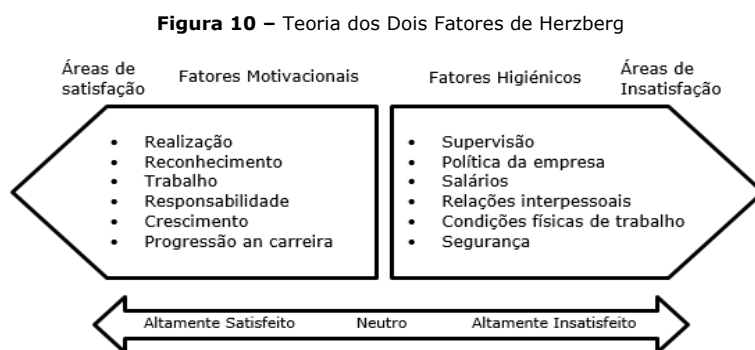 Figura 10 – Teoria dos Dois Fatores de Herzberg
Áreas de satisfação
Fatores Motivacionais
Fatores Higiénicos
Áreas de Insatisfação
• Realização
• Reconhecimento
• Trabalho
• Responsabilidade
• Crescimento
• Progressão an carreira
• Supervisão
• Política da empresa
• Salários
• Relações interpessoais
• Condições físicas de trabalho
• Segurança
Altamente Satisfeito Neutro Altamente Insatisfeito